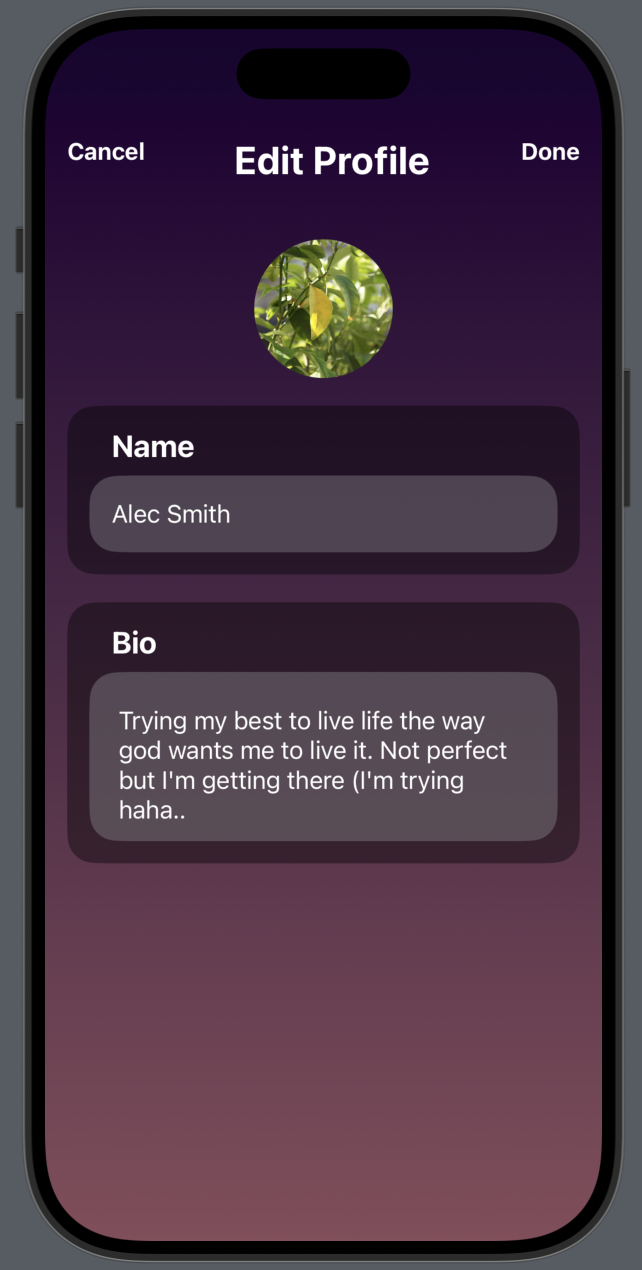 Cancel
Edit Profile
Done
Name
Alec Smith
Bio
Trying my best to live life the way
god wants me to live it. Not perfect
but I'm getting there (I'm trying
haha..